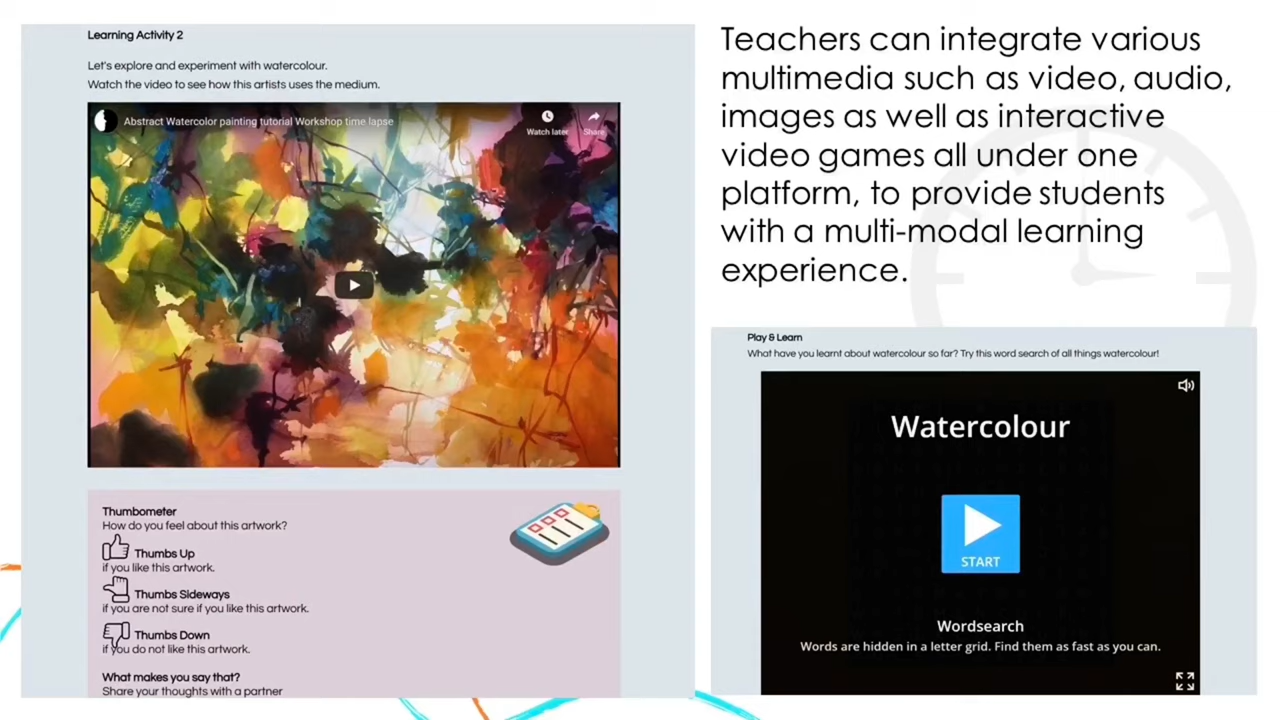 Learning Activity 2
Let's explore and experiment with watercolour.
Watch the video to see how this artists uses the medium.
Abstract Watercolor painting tutorial Workshop time lapse
Watch later
Share
Thumbometer
How do you feel about this artwork?
Thumbs Up
if you like this artwork.
Thumbs Sideways
if you are not sure if you like this artwork.
Thumbs Down
if you do not like this artwork.
What makes you say that?
Share your thoughts with a partner
Teachers can integrate various
multimedia such as video, audio,
images as well as interactive
video games all under one
platform, to provide students
with a multi-modal learning
experience.
Play & Learn
What have you learnt about watercolour so far? Try this word search of all things watercolour!
Watercolour
START
Wordsearch
Words are hidden in a letter grid. Find them as fast as you can.